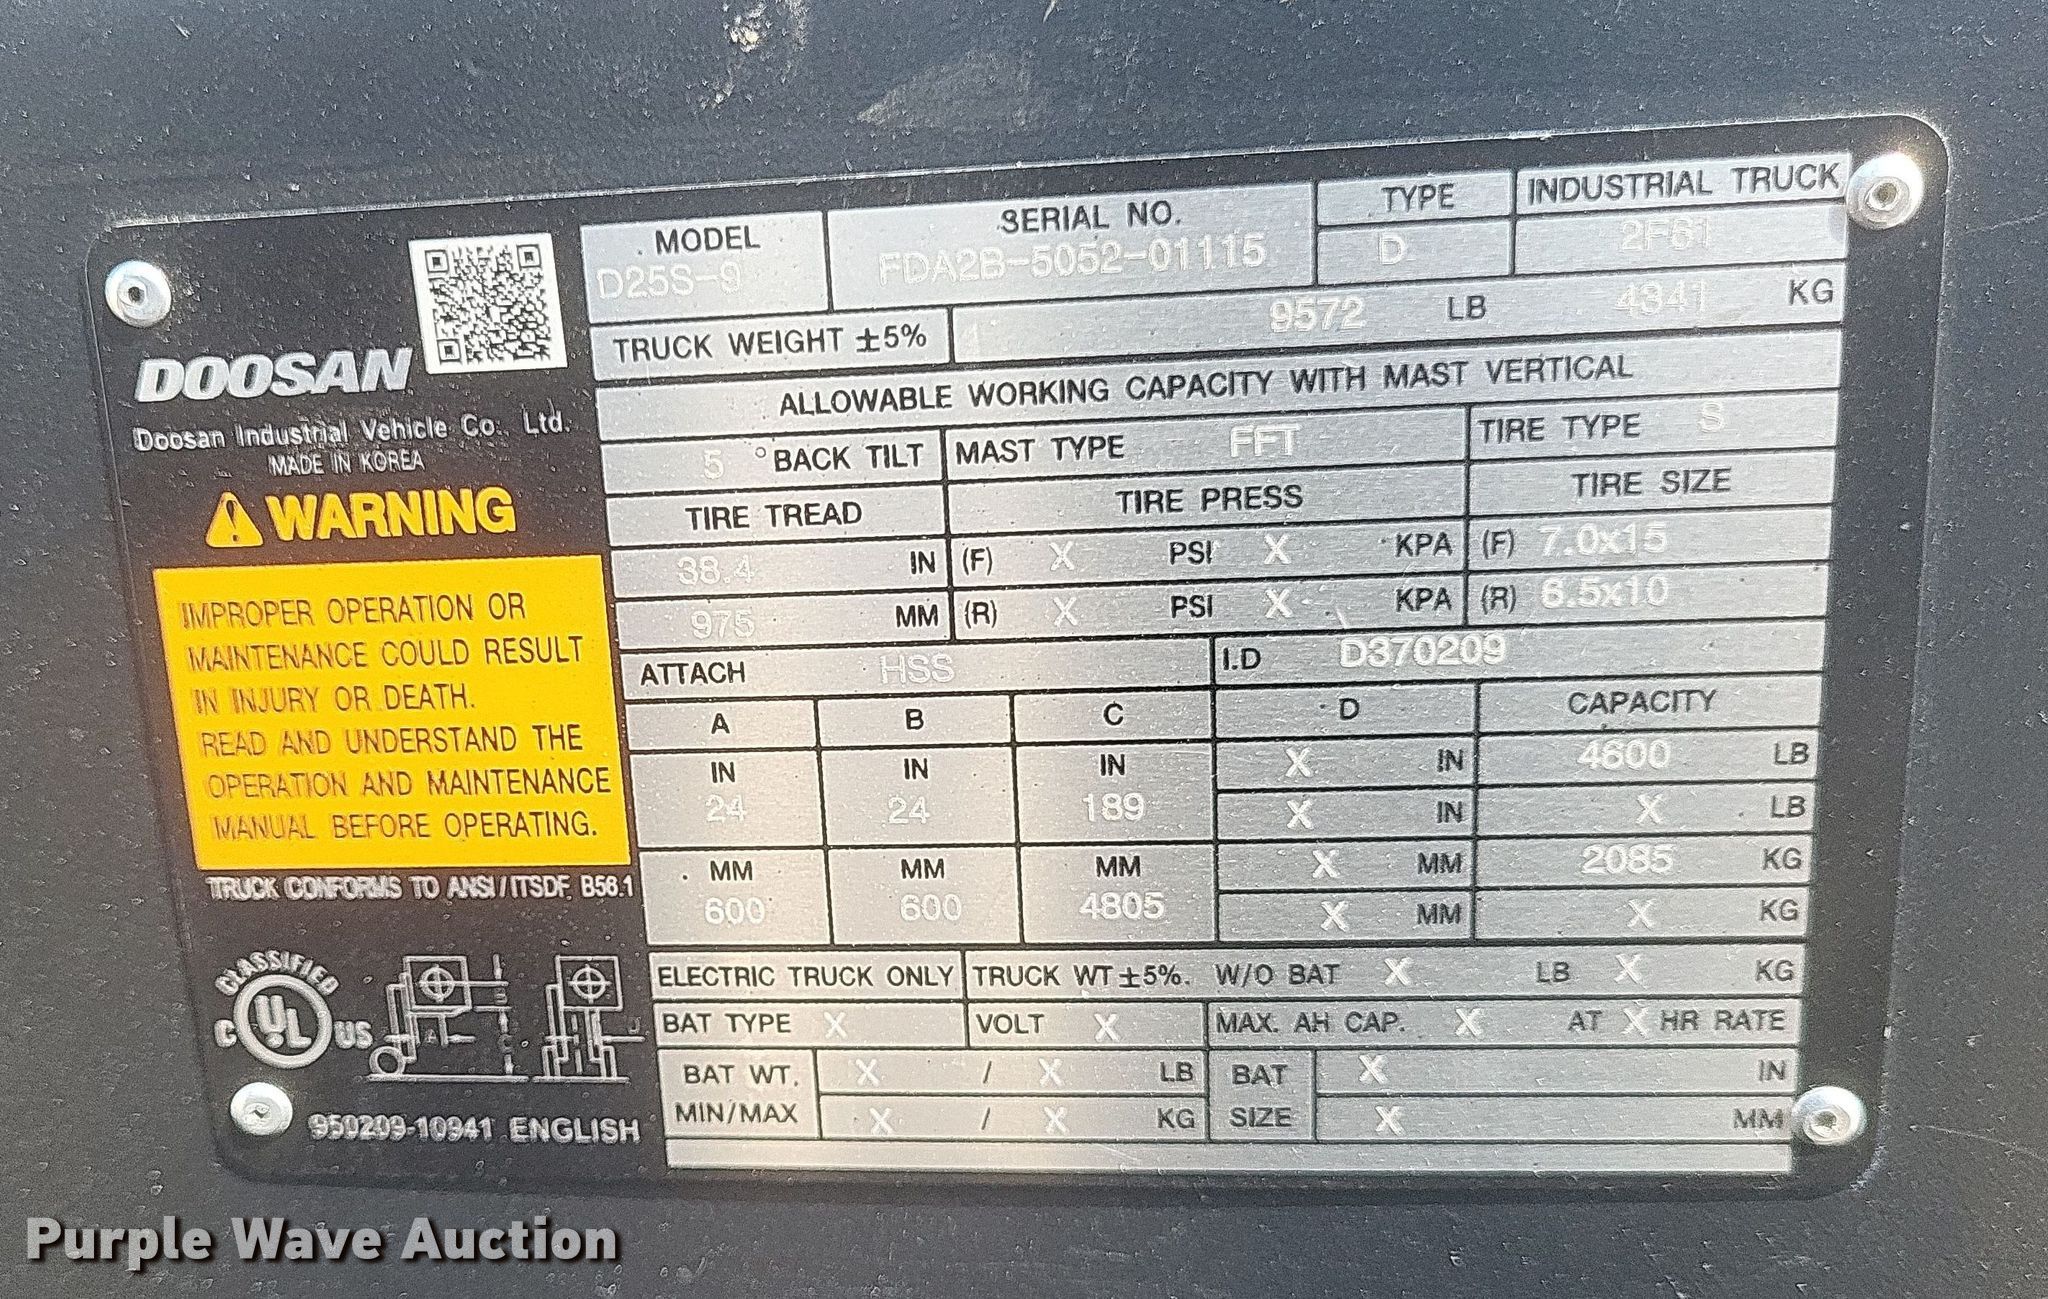 DOOSAN
Doosan Industrial Vehicle Co., Ltd.
MADE IN KOREA
WARNING
IMPROPER OPERATION OR
MAINTENANCE COULD RESULT
IN INJURY OR DEATH.
READ AND UNDERSTAND THE
OPERATION AND MAINTENANCE
MANUAL BEFORE OPERATING.
TRUCK CONFORMS TO ANSI/ITSDF B56.1
CLASSIFIED
C UL US
A B C D
950209-10941 ENGLISH
MODEL SERIAL NO. TYPE INDUSTRIAL TRUCK
D25S-9 FDA2B-5052-01115 D
TRUCK WEIGHT ±5% 9572 LB 4341 KG
ALLOWABLE WORKING CAPACITY WITH MAST VERTICAL
5 °BACK TILT MAST TYPE FFT TIRE TYPE S
TIRE TREAD TIRE PRESS TIRE SIZE
38.4 IN (F) X PSI X KPA (F) 7.0x15
975 MM (R) X PSI X KPA (R) 6.5x10
ATTACH HSS I.D D370209
A B C D CAPACITY
IN IN IN X IN 4600 LB
24 24 189 X IN X LB
MM MM MM X MM 2085 KG
600 600 4805 X MM X KG
ELECTRIC TRUCK ONLY TRUCK WT ±5%. W/O BAT X LB X KG
BAT TYPE X VOLT X MAX. AH CAP. X AT X HR RATE
BAT WT. X / X LB BAT X IN
MIN/MAX X / X KG SIZE X MM
Purple Wave Auction